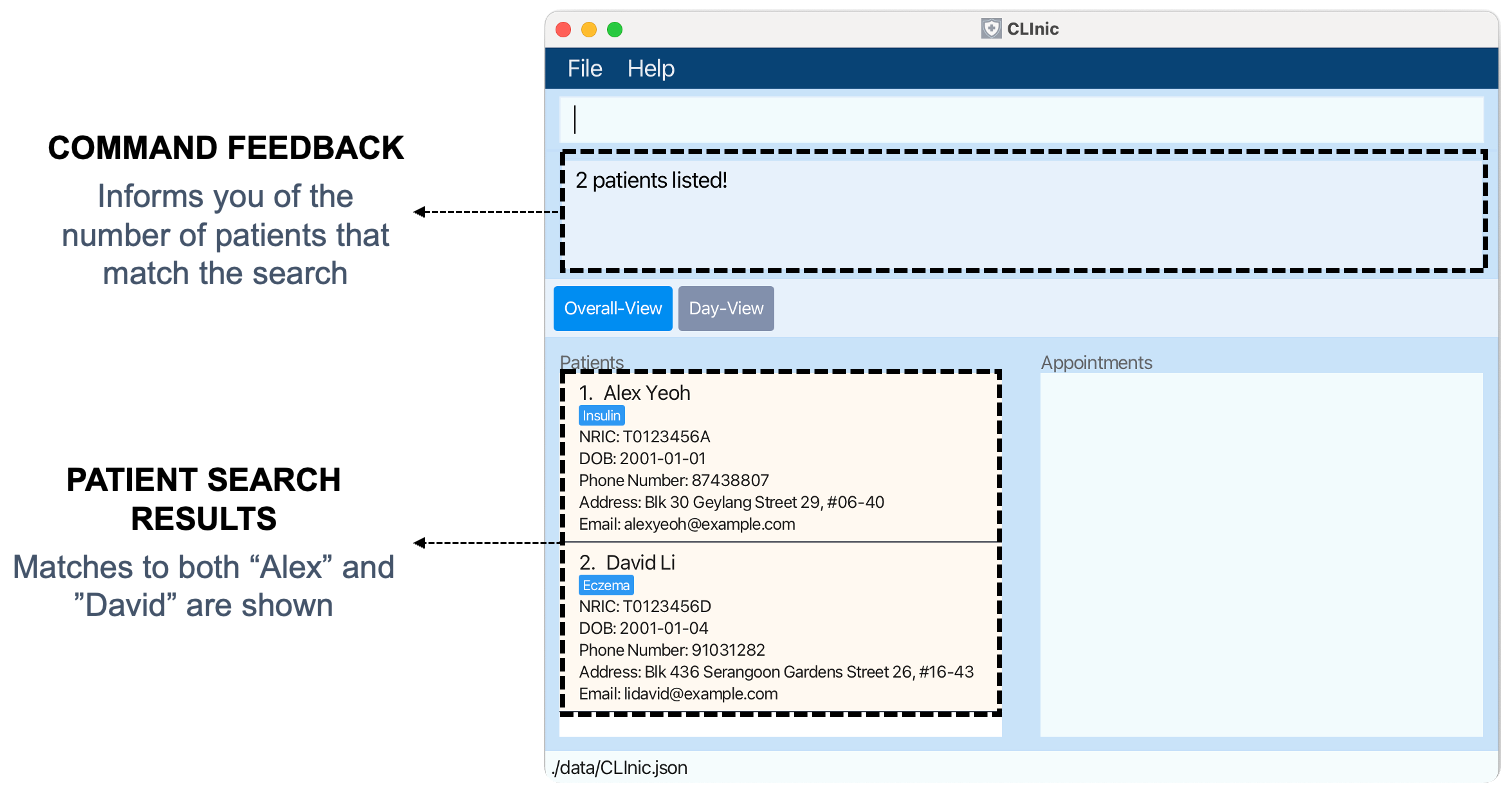 CLInic
File Help
COMMAND FEEDBACK
Informs you of the
number of patients that
match the search
2 patients listed!
Overall-View Day-View
Patients
Appointments
1. Alex Yeoh
Insulin
NRIC: T0123456A
DOB: 2001-01-01
Phone Number: 87438807
Address: Blk 30 Geylang Street 29, #06-40
Email: alexyeoh@example.com
PATIENT SEARCH
RESULTS
Matches to both “Alex” and
”David” are shown
2. David Li
Eczema
NRIC: T0123456D
DOB: 2001-01-04
Phone Number: 91031282
Address: Blk 436 Serangoon Gardens Street 26, #16-43
Email: lidavid@example.com
./data/CLInic.json